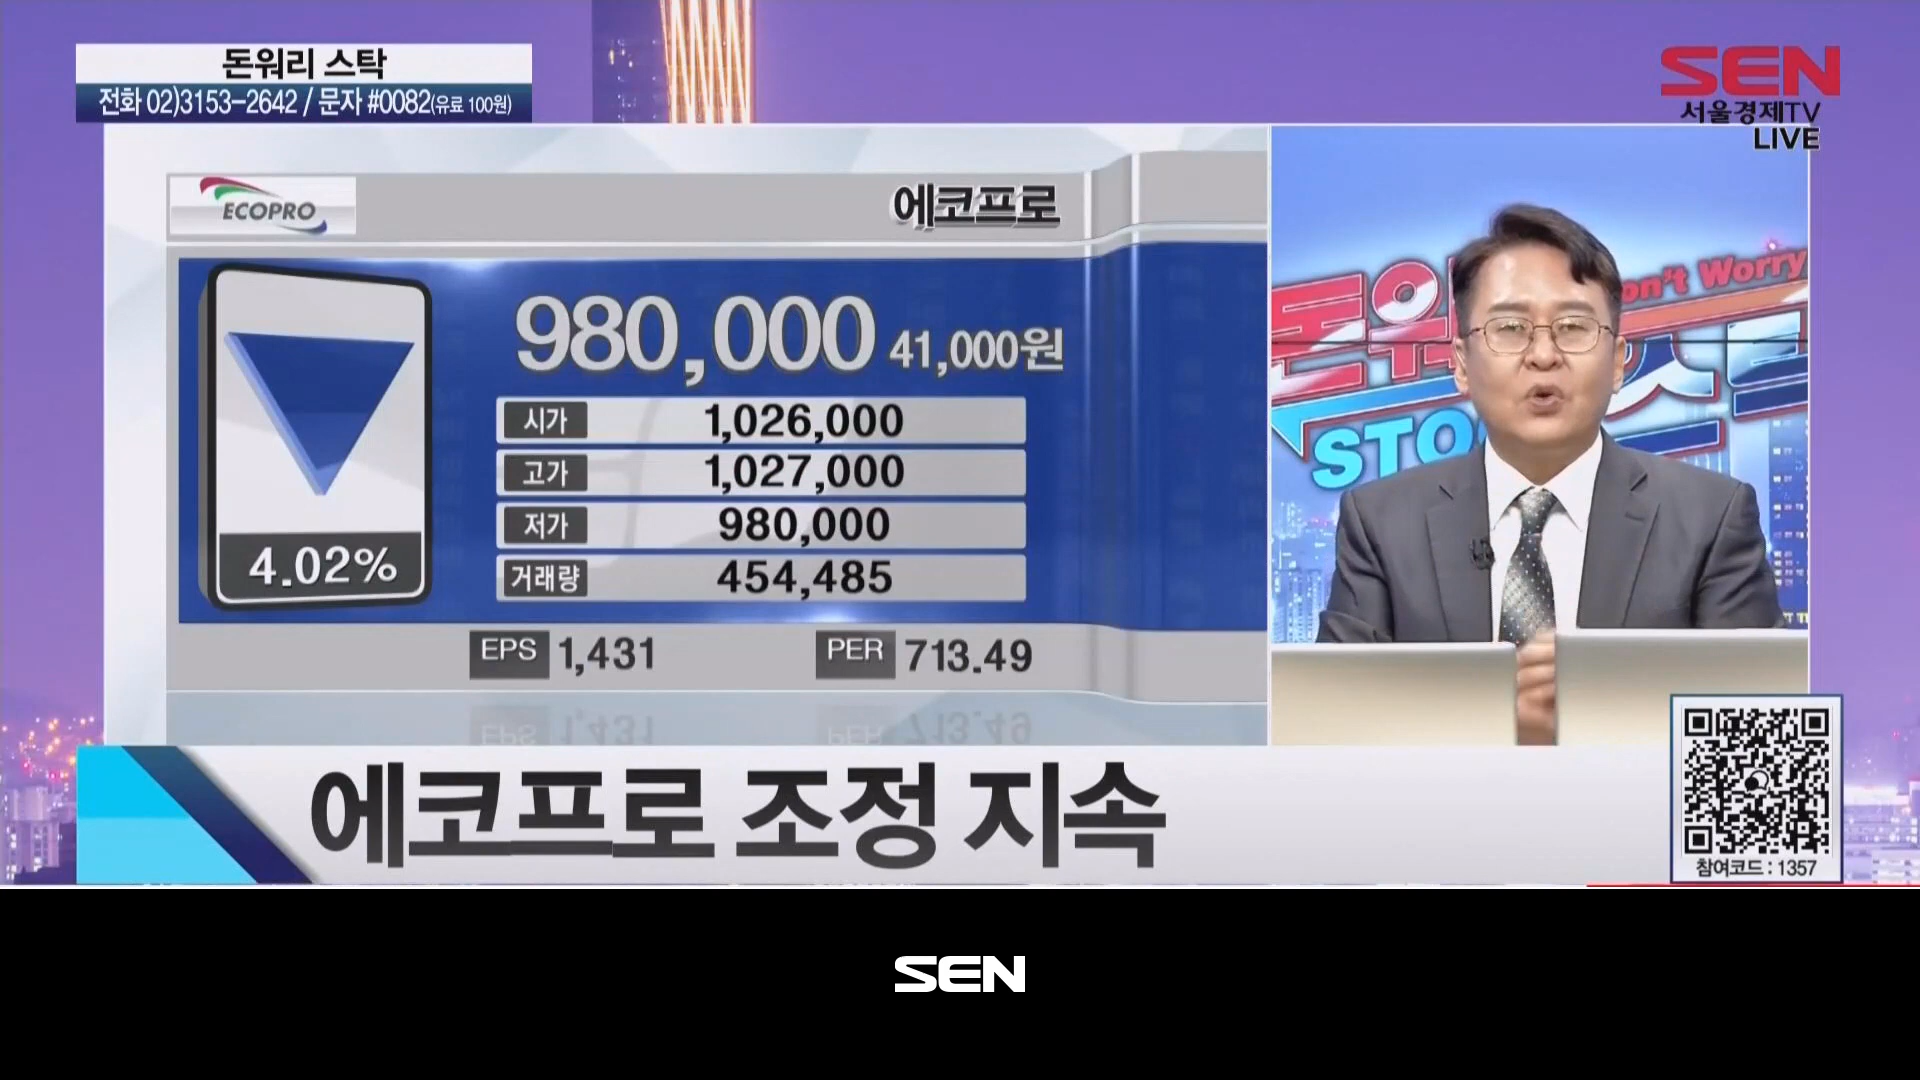 돈워리 스탁
전화 02)3153-2642 / 문자 #0082(유료 100원)
SEN
서울경제TV
LIVE
ECOPRO
에코프로
980,000 41,000원
4.02%
시가 1,026,000
고가 1,027,000
저가 980,000
거래량 454,485
EPS 1,431 PER 713.49
Don't Worry
STO
에코프로 조정 지속
참여코드 : 1357
SEN